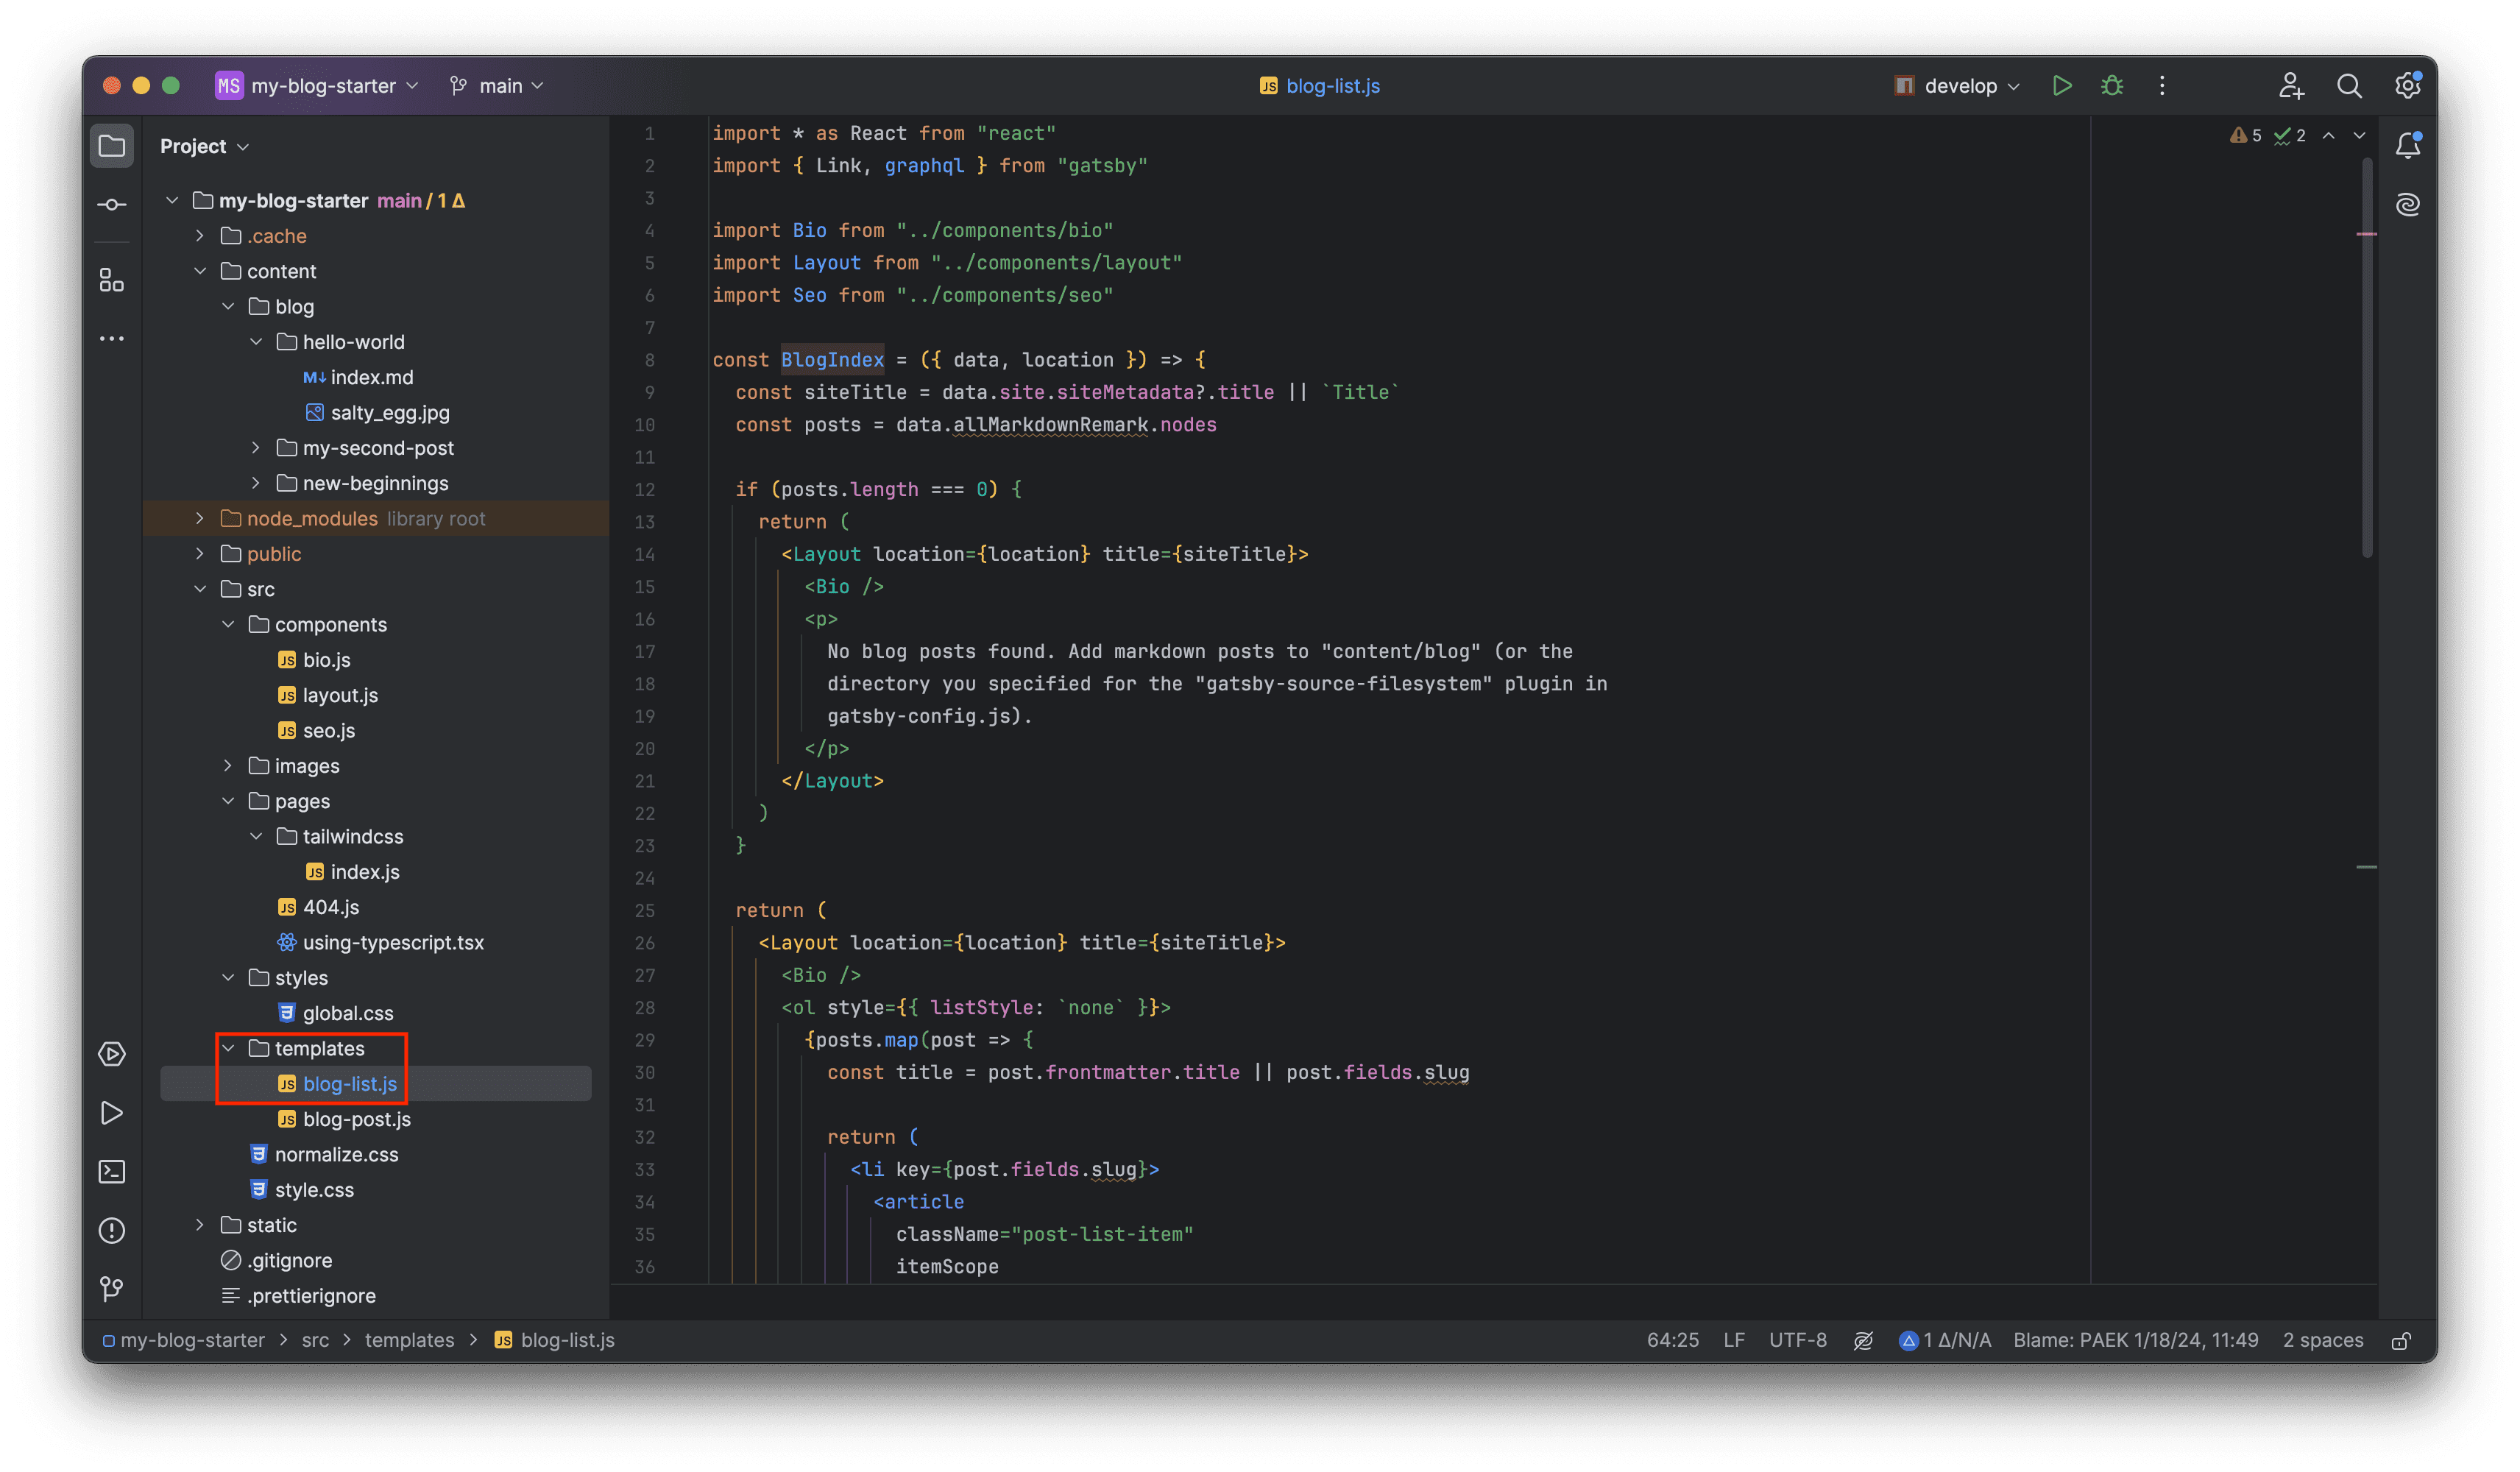 MS my-blog-starter main
JS blog-list.js
develop
Project
my-blog-starter main / 1 Δ
.cache
content
blog
hello-world
M↓ index.md
salty_egg.jpg
my-second-post
new-beginnings
node_modules library root
public
src
components
JS bio.js
JS layout.js
JS seo.js
images
pages
tailwindcss
JS index.js
JS 404.js
using-typescript.tsx
styles
global.css
templates
JS blog-list.js
JS blog-post.js
normalize.css
style.css
static
.gitignore
.prettierignore
5 2
1 import * as React from "react"
2 import { Link, graphql } from "gatsby"
3
4 import Bio from "../components/bio"
5 import Layout from "../components/layout"
6 import Seo from "../components/seo"
7
8 const BlogIndex = ({ data, location }) => {
9 const siteTitle = data.site.siteMetadata?.title || `Title`
10 const posts = data.allMarkdownRemark.nodes
11
12 if (posts.length === 0) {
13 return (
14 <Layout location={location} title={siteTitle}>
15 <Bio />
16 <p>
17 No blog posts found. Add markdown posts to "content/blog" (or the
18 directory you specified for the "gatsby-source-filesystem" plugin in
19 gatsby-config.js).
20 </p>
21 </Layout>
22 )
23 }
24
25 return (
26 <Layout location={location} title={siteTitle}>
27 <Bio />
28 <ol style={{ listStyle: `none` }}>
29 {posts.map(post => {
30 const title = post.frontmatter.title || post.fields.slug
31
32 return (
33 <li key={post.fields.slug}>
34 <article
35 className="post-list-item"
36 itemScope
my-blog-starter > src > templates > JS blog-list.js
64:25 LF UTF-8 1 Δ/N/A Blame: PAEK 1/18/24, 11:49 2 spaces